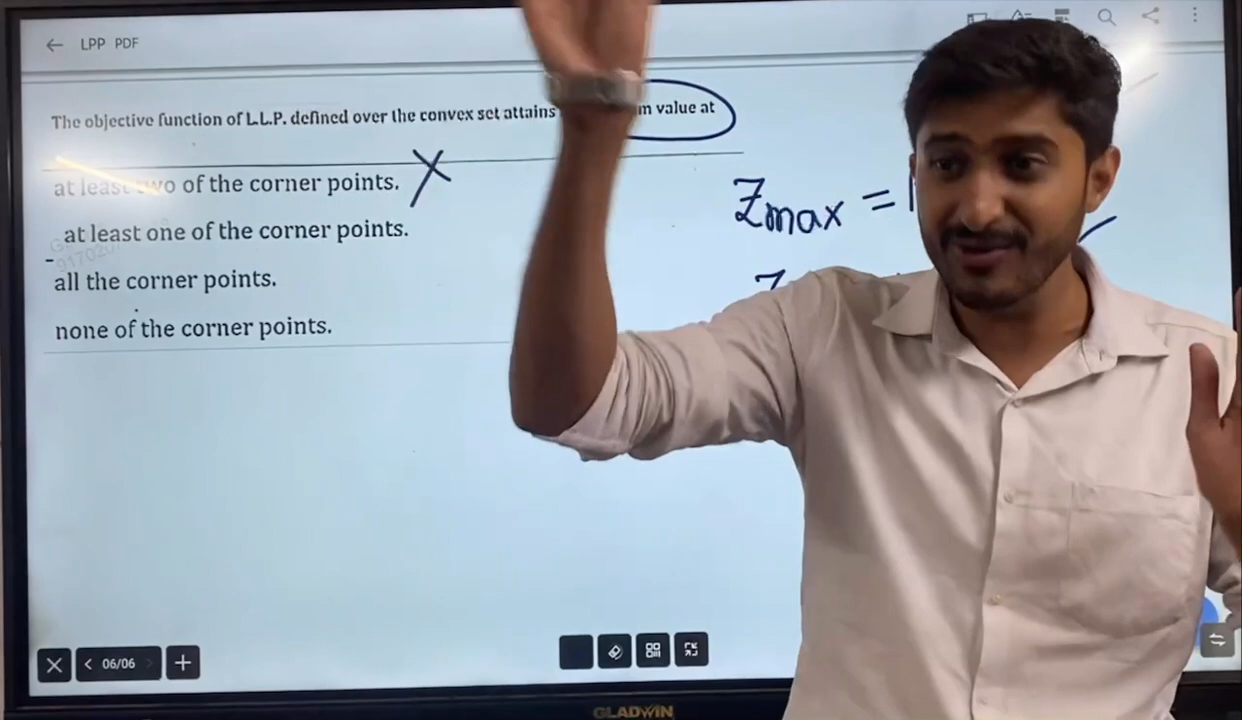 LPP PDF
The objective function of L.L.P. defined over the convex set attains m value at
at least two of the corner points.
at least one of the corner points.
all the corner points.
none of the corner points.
Zmax =
Z
06/06
GLADWIN